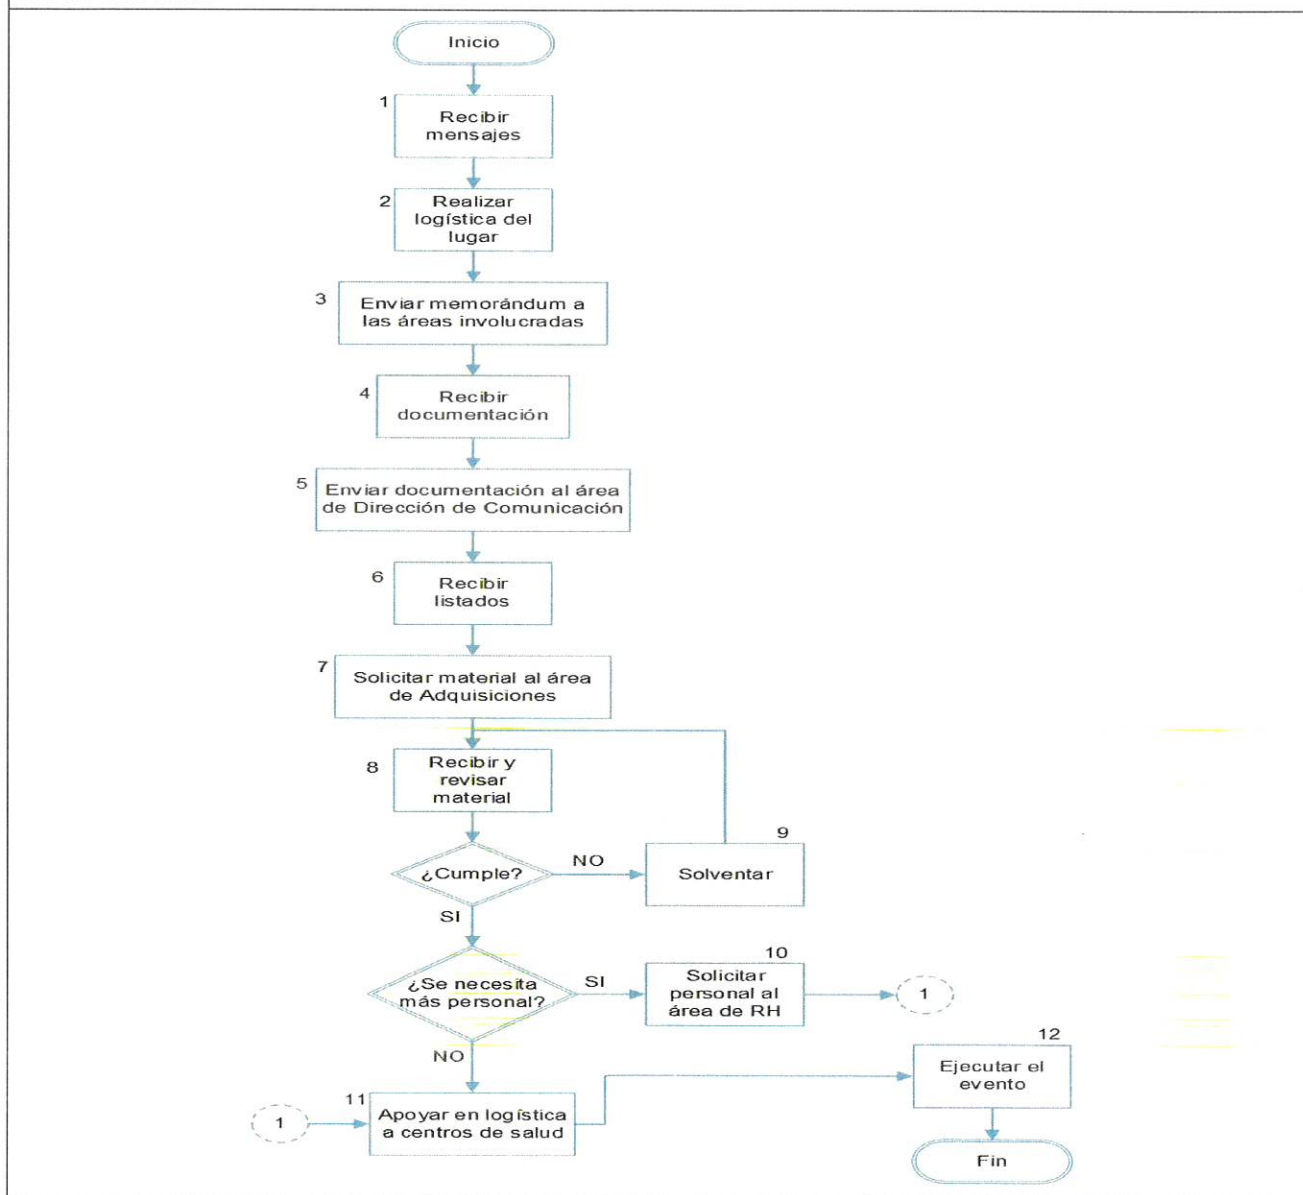 Inicio
1
Recibir
mensajes
2
Realizar
logística del
lugar
3
Enviar memorándum a
las áreas involucradas
4
Recibir
documentación
5
Enviar documentación al área
de Dirección de Comunicación
6
Recibir
listados
7
Solicitar material al área
de Adquisiciones
8
Recibir y
revisar
material
¿Cumple?
NO
9
Solventar
SI
¿Se necesita
más personal?
SI
10
Solicitar
personal al
área de RH
1
NO
1
11
Apoyar en logística
a centros de salud
12
Ejecutar el
evento
Fin